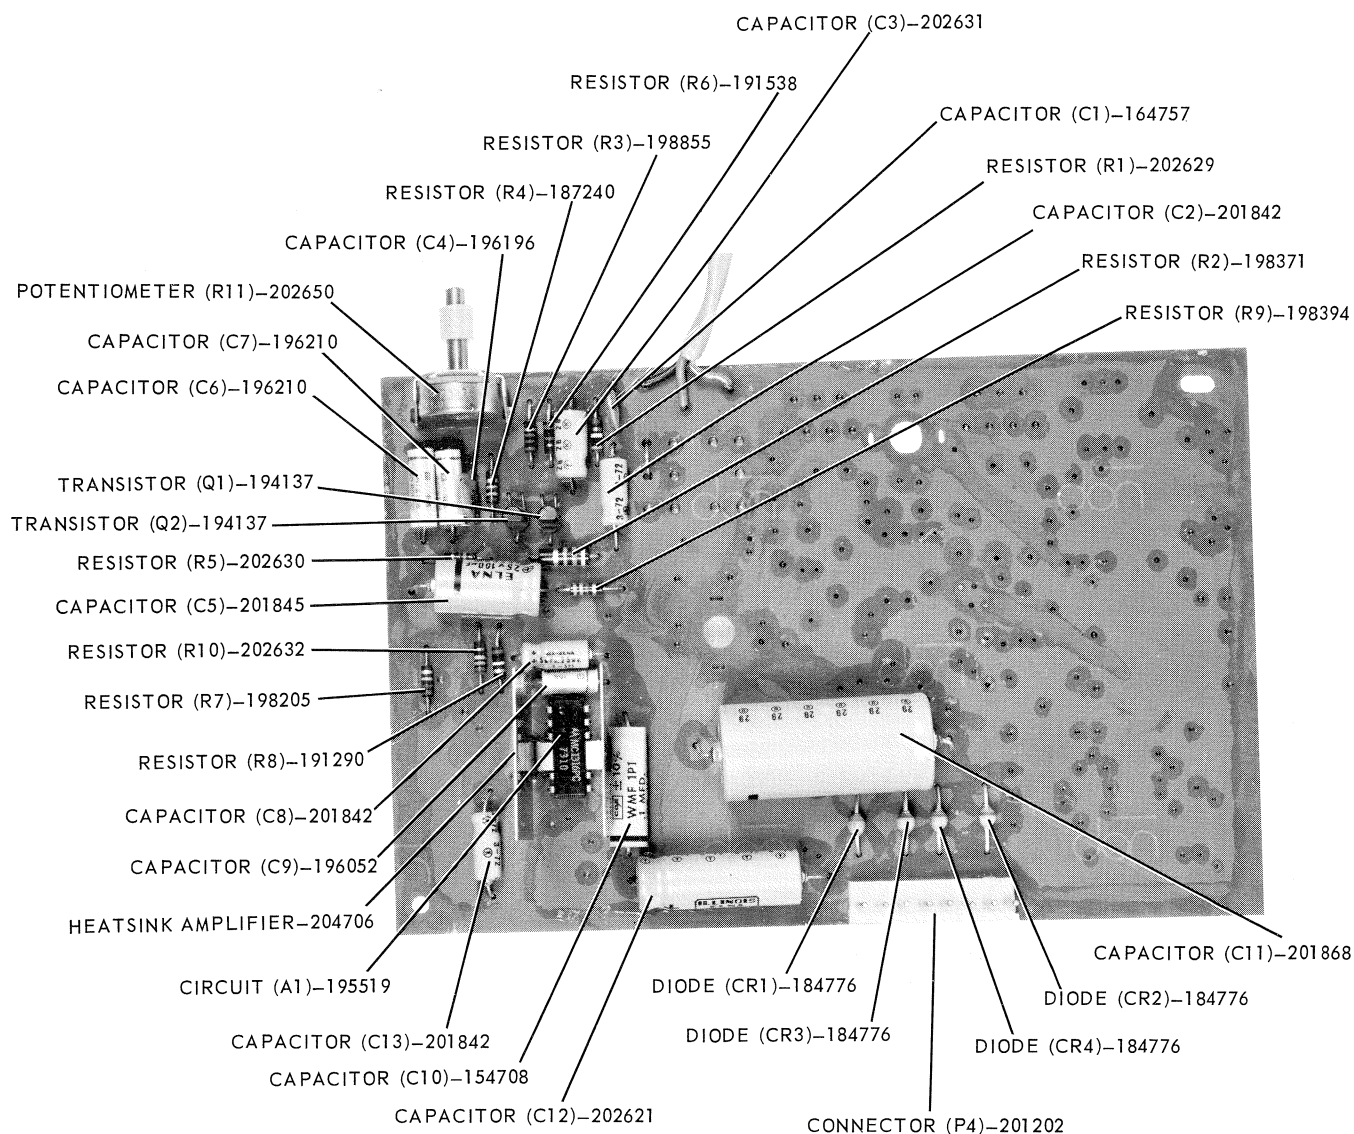 CAPACITOR (C3)–202631
RESISTOR (R6)–191538
CAPACITOR (C1)–164757
RESISTOR (R3)–198855
RESISTOR (R1)–202629
RESISTOR (R4)–187240
CAPACITOR (C2)–201842
CAPACITOR (C4)–196196
RESISTOR (R2)–198371
POTENTIOMETER (R11)–202650
RESISTOR (R9)–198394
CAPACITOR (C7)–196210
CAPACITOR (C6)–196210
TRANSISTOR (Q1)–194137
TRANSISTOR (Q2)–194137
RESISTOR (R5)–202630
ELNA
CAPACITOR (C5)–201845
RESISTOR (R10)–202632
RESISTOR (R7)–198205
RESISTOR (R8)–191290
7310
± 10%
WMF 1P1
.1 MFD.
CAPACITOR (C8)–201842
CAPACITOR (C9)–196052
HEATSINK AMPLIFIER–204706
CAPACITOR (C11)–201868
CIRCUIT (A1)–195519
DIODE (CR1)–184776
DIODE (CR2)–184776
CAPACITOR (C13)–201842
DIODE (CR3)–184776
DIODE (CR4)–184776
CAPACITOR (C10)–154708
CAPACITOR (C12)–202621
CONNECTOR (P4)–201202